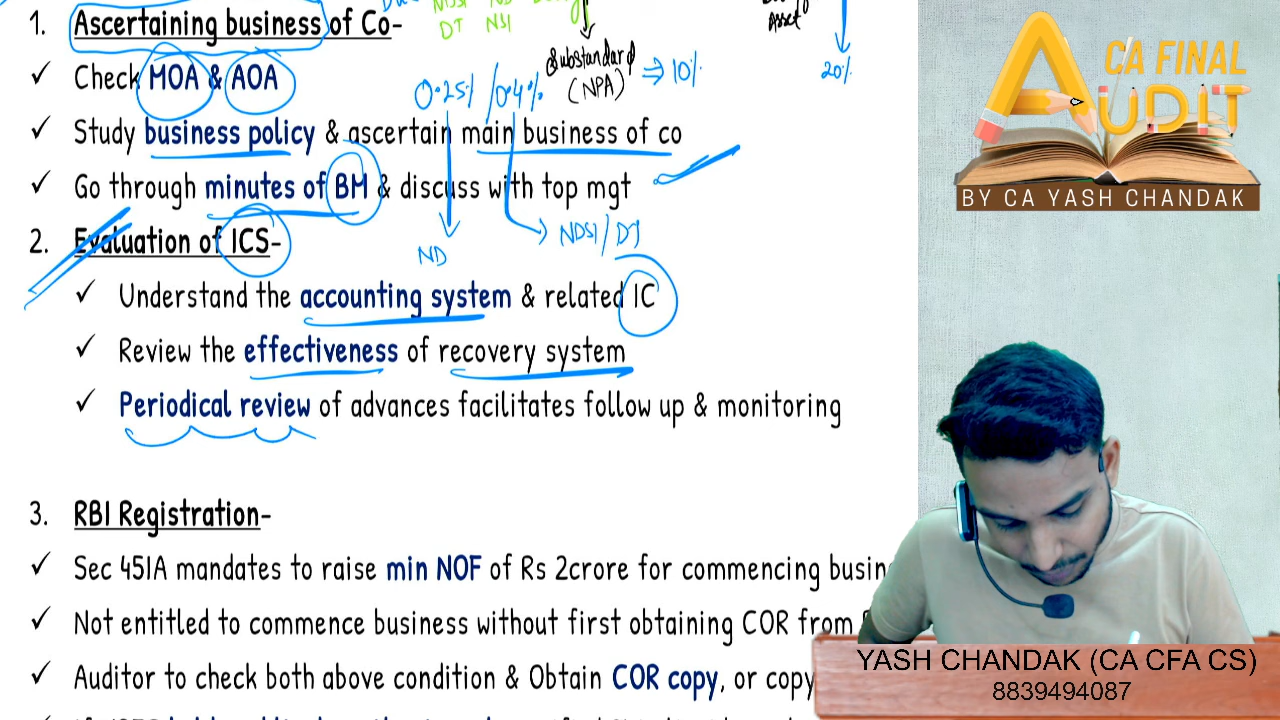 1. Ascertaining business of Co-
DT NSI
Asset
✓ Check MOA & AOA
Substandard
(NPA) ⇒ 10%
0.25% / 0.4%
20%
✓ Study business policy & ascertain main business of co
✓ Go through minutes of BM & discuss with top mgt
2. Evaluation of ICS-
ND
NDSI / DT
✓ Understand the accounting system & related IC
✓ Review the effectiveness of recovery system
✓ Periodical review of advances facilitates follow up & monitoring
3. RBI Registration-
✓ Sec 45IA mandates to raise min NOF of Rs 2crore for commencing busin
✓ Not entitled to commence business without first obtaining COR from
✓ Auditor to check both above condition & Obtain COR copy, or copy
CA FINAL
AUDIT
BY CA YASH CHANDAK
YASH CHANDAK (CA CFA CS)
8839494087